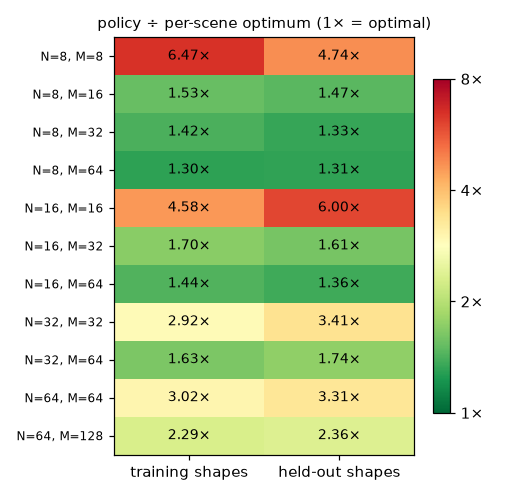 policy ÷ per-scene optimum (1× = optimal)
N=8, M=8 6.47× 4.74×
N=8, M=16 1.53× 1.47×
N=8, M=32 1.42× 1.33×
N=8, M=64 1.30× 1.31×
N=16, M=16 4.58× 6.00×
N=16, M=32 1.70× 1.61×
N=16, M=64 1.44× 1.36×
N=32, M=32 2.92× 3.41×
N=32, M=64 1.63× 1.74×
N=64, M=64 3.02× 3.31×
N=64, M=128 2.29× 2.36×
training shapes held-out shapes
8×
4×
2×
1×